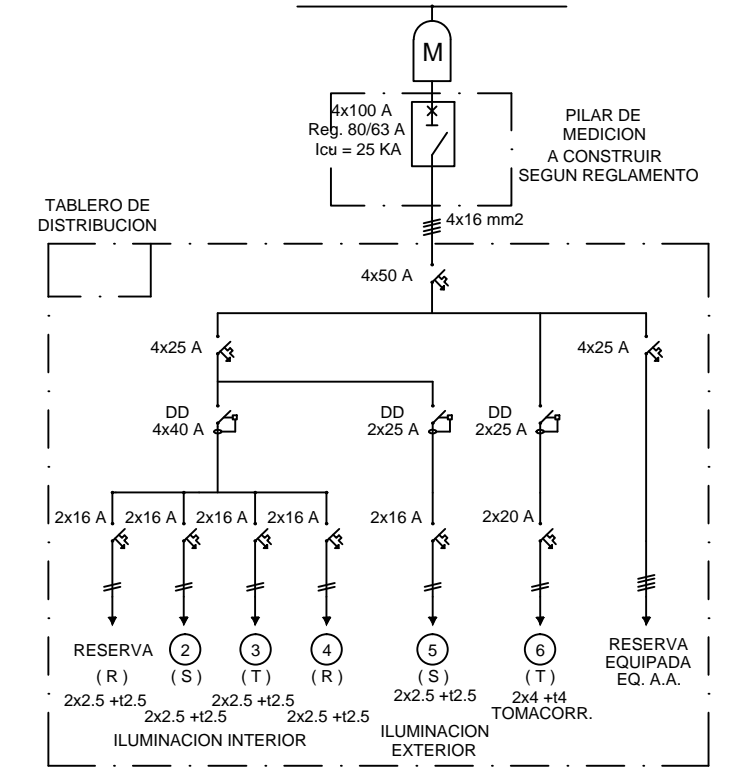 M
4x100 A
Reg. 80/63 A
Icu = 25 KA
PILAR DE
MEDICION
A CONSTRUIR
SEGUN REGLAMENTO
TABLERO DE
DISTRIBUCION
4x16 mm2
4x50 A
4x25 A
4x25 A
DD
4x40 A
DD
2x25 A
DD
2x25 A
2x16 A
2x16 A
2x16 A
2x16 A
2x16 A
2x20 A
RESERVA
( R )
2x2.5 +t2.5
2
( S )
2x2.5 +t2.5
3
( T )
2x2.5 +t2.5
4
( R )
2x2.5 +t2.5
ILUMINACION INTERIOR
5
( S )
2x2.5 +t2.5
ILUMINACION
EXTERIOR
6
( T )
2x4 +t4
TOMACORR.
RESERVA
EQUIPADA
EQ. A.A.